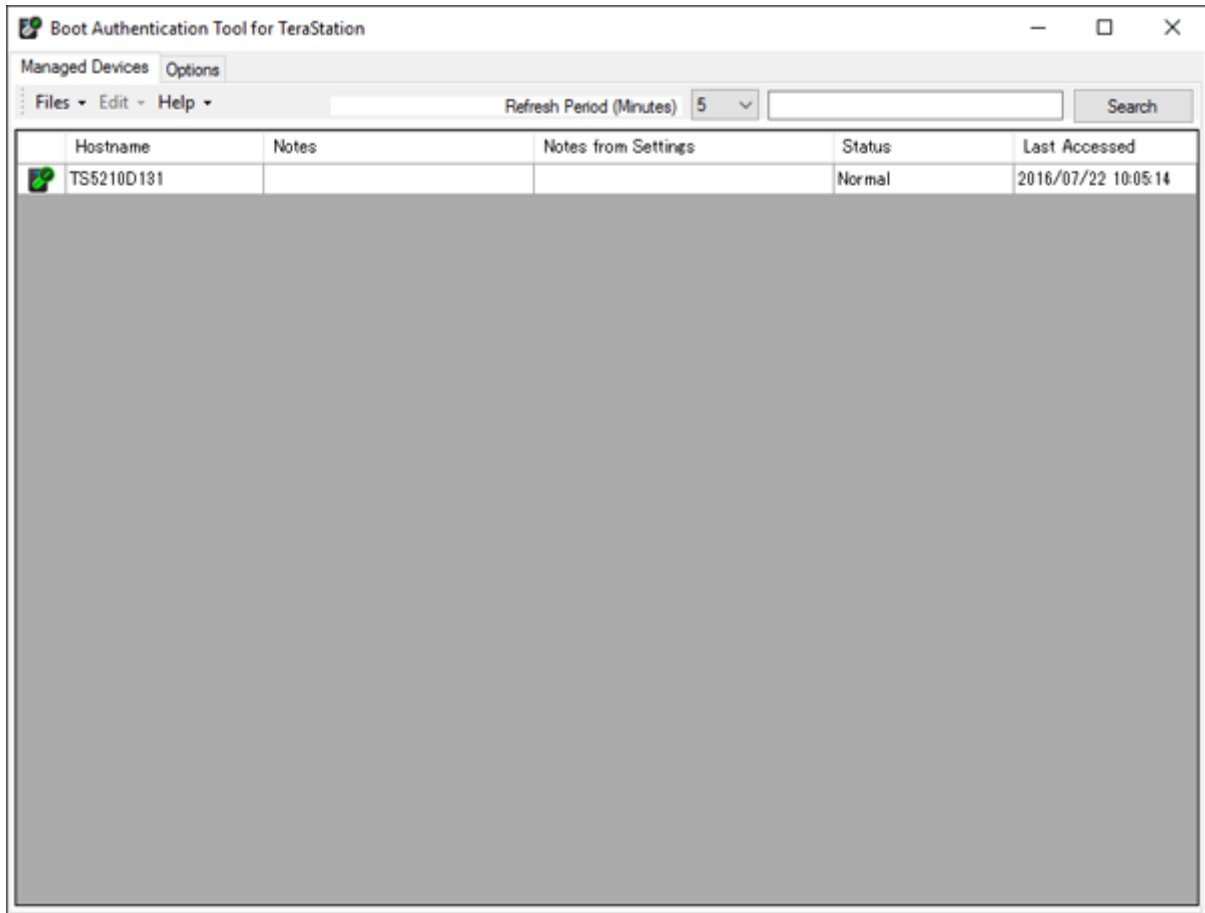 Boot Authentication Tool for TeraStation
Managed Devices Options
Files Edit Help Refresh Period (Minutes) 5 Search
Hostname Notes Notes from Settings Status Last Accessed
TS5210D131 Normal 2016/07/22 10:05:14